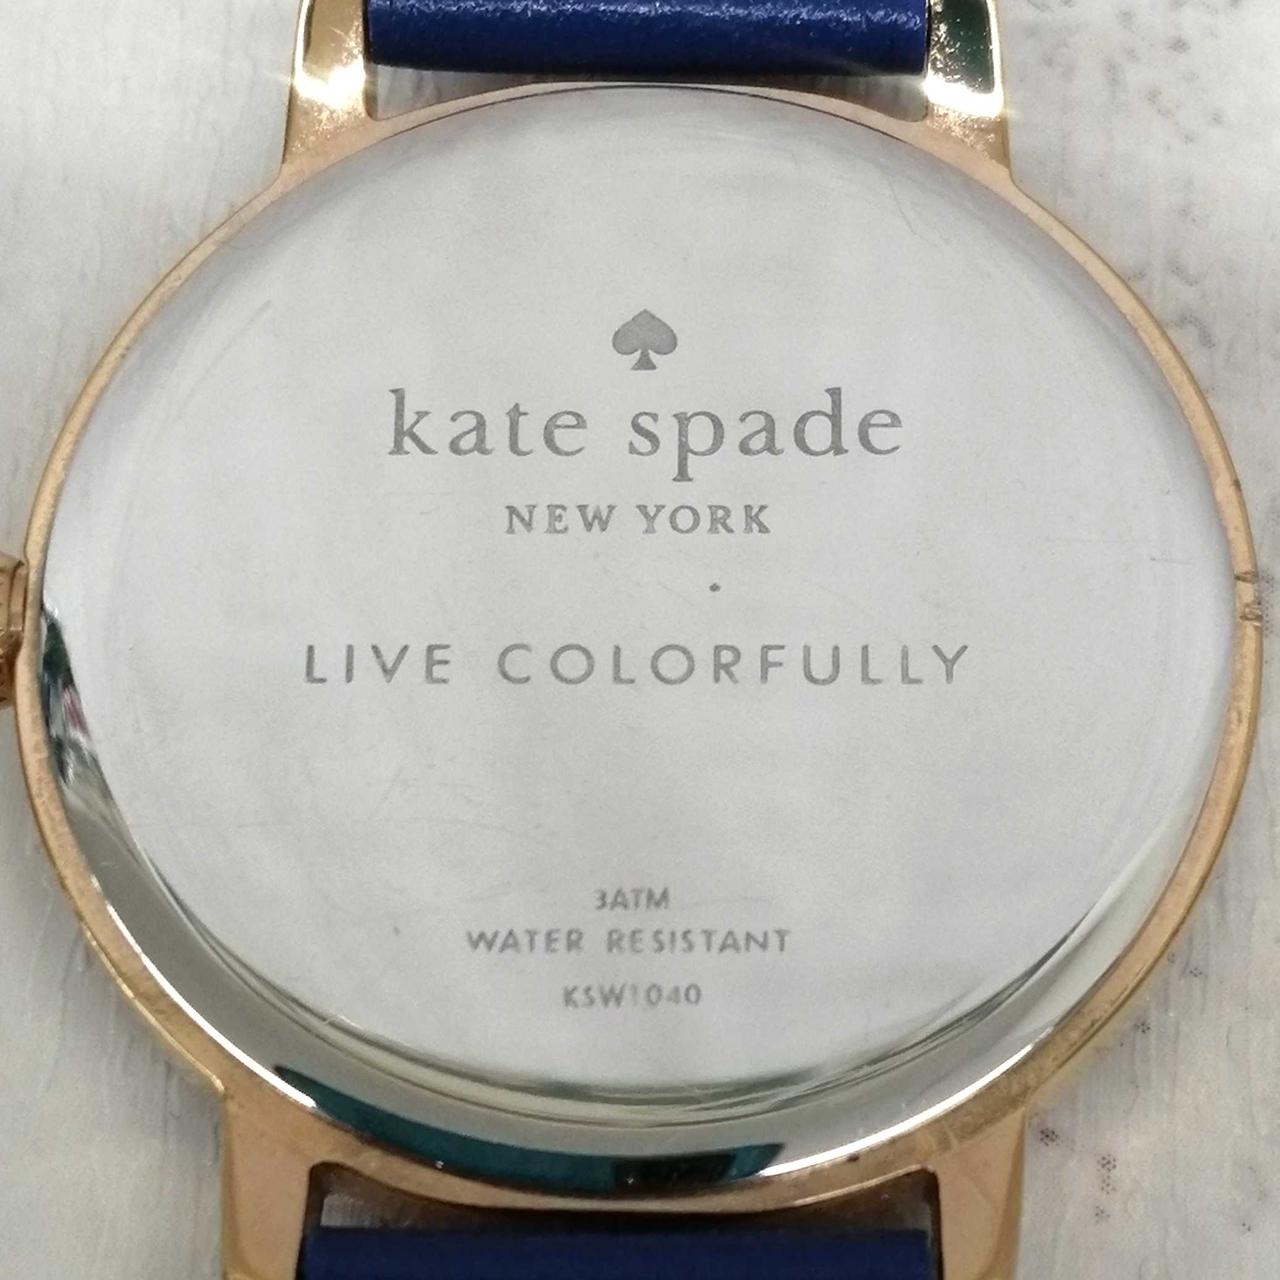 kate spade
NEW YORK
LIVE COLORFULLY
3ATM
WATER RESISTANT
KSW1040